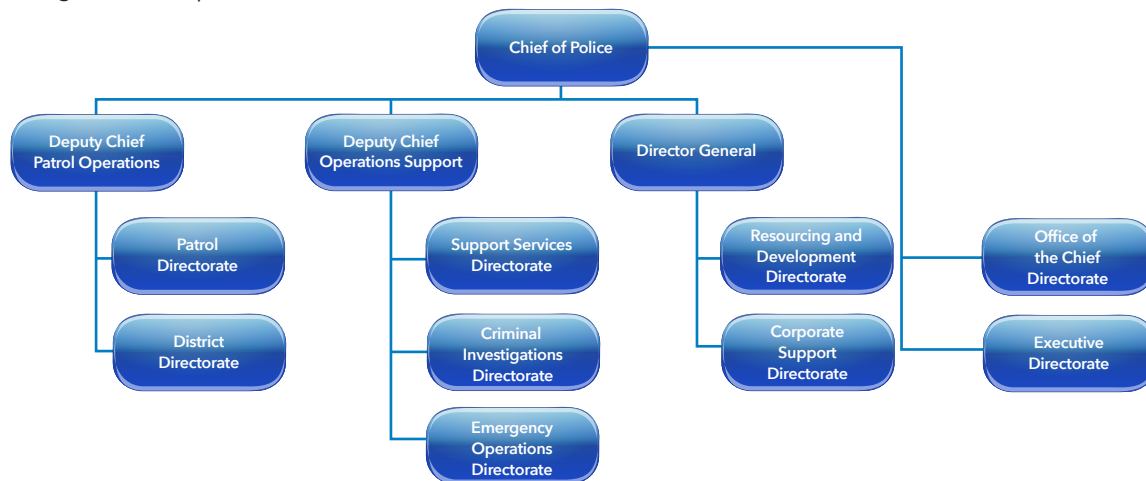 Chief of Police
Deputy Chief
Patrol Operations
Deputy Chief
Operations Support
Director General
Patrol
Directorate
Support Services
Directorate
Resourcing and
Development
Directorate
Office of
the Chief
Directorate
District
Directorate
Criminal
Investigations
Directorate
Corporate
Support
Directorate
Executive
Directorate
Emergency
Operations
Directorate